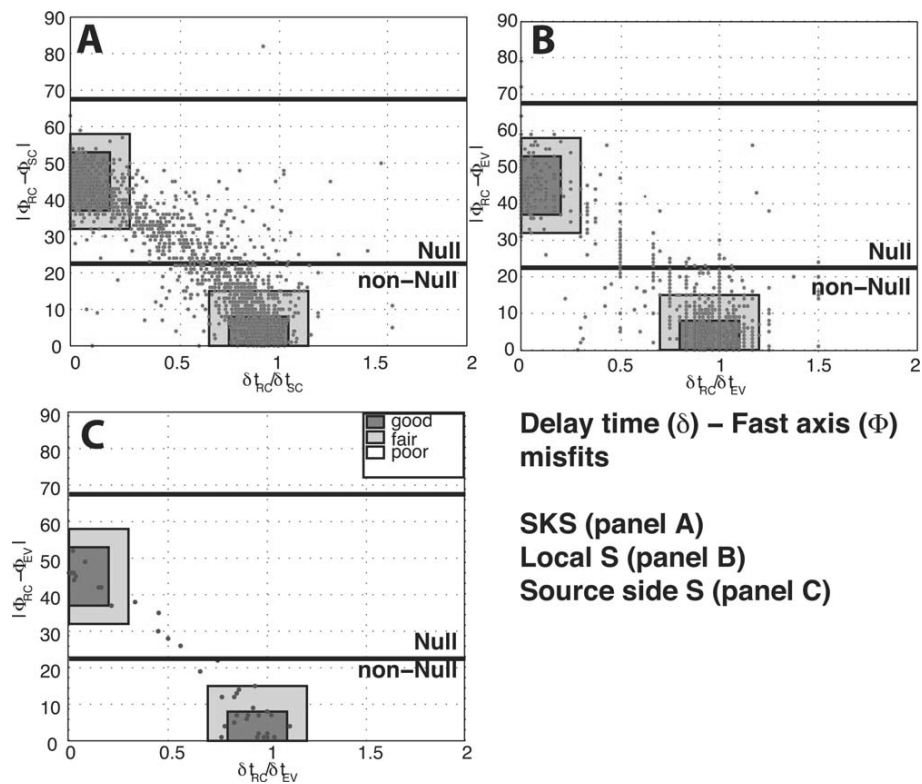 A
90
80
70
60
50
40
30
20
10
0
|Φ_RC −Φ_SC|
Null
non−Null
0 0.5 1 1.5 2
δt_RC/δt_SC
B
90
80
70
60
50
40
30
20
10
0
|Φ_RC −Φ_EV|
Null
non−Null
0 0.5 1 1.5 2
δt_RC/δt_EV
C
good
fair
poor
90
80
70
60
50
40
30
20
10
0
|Φ_RC −Φ_EV|
Null
non−Null
0 0.5 1 1.5 2
δt_RC/δt_EV
Delay time (δ) – Fast axis (Φ)
misfits
SKS (panel A)
Local S (panel B)
Source side S (panel C)